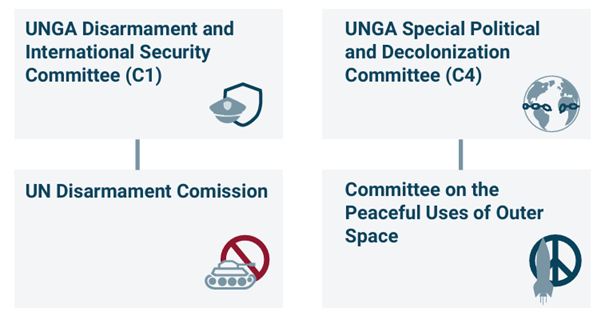 UNGA Disarmament and
International Security
Committee (C1)
UNGA Special Political
and Decolonization
Committee (C4)
UN Disarmament Comission
Committee on the
Peaceful Uses of Outer
Space